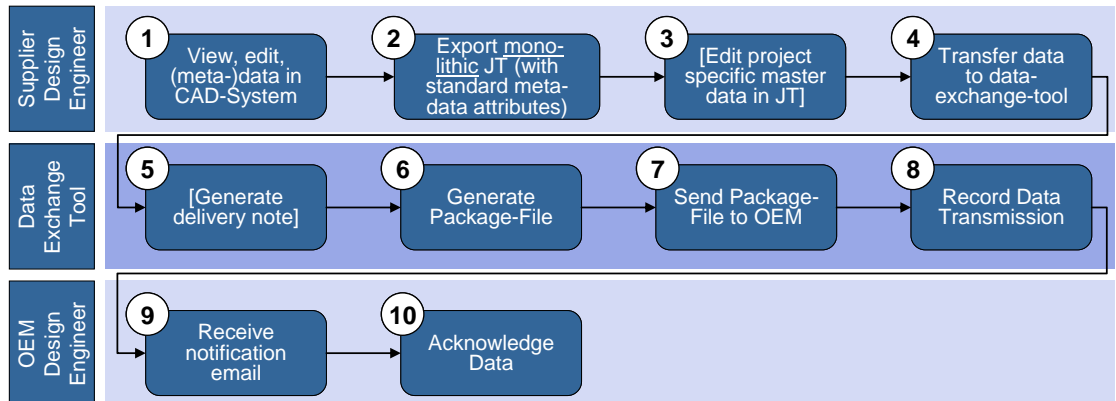 Supplier
Design
Engineer
1
View, edit,
(meta-)data in
CAD-System
2
Export mono-
lithic JT (with
standard meta-
data attributes)
3
[Edit project
specific master
data in JT]
4
Transfer data
to data-
exchange-tool
Data
Exchange
Tool
5
[Generate
delivery note]
6
Generate
Package-File
7
Send Package-
File to OEM
8
Record Data
Transmission
OEM
Design
Engineer
9
Receive
notification
email
10
Acknowledge
Data